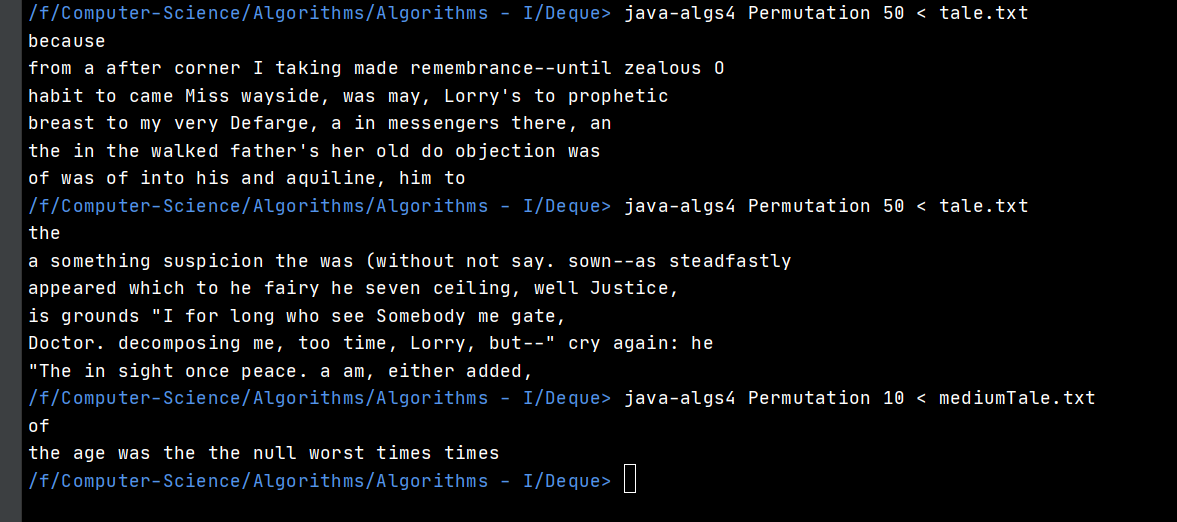 /f/Computer-Science/Algorithms/Algorithms - I/Deque> java-algs4 Permutation 50 < tale.txt
because
from a after corner I taking made remembrance--until zealous O
habit to came Miss wayside, was may, Lorry's to prophetic
breast to my very Defarge, a in messengers there, an
the in the walked father's her old do objection was
of was of into his and aquiline, him to
/f/Computer-Science/Algorithms/Algorithms - I/Deque> java-algs4 Permutation 50 < tale.txt
the
a something suspicion the was (without not say. sown--as steadfastly
appeared which to he fairy he seven ceiling, well Justice,
is grounds "I for long who see Somebody me gate,
Doctor. decomposing me, too time, Lorry, but--" cry again: he
"The in sight once peace. a am, either added,
/f/Computer-Science/Algorithms/Algorithms - I/Deque> java-algs4 Permutation 10 < mediumTale.txt
of
the age was the the null worst times times
/f/Computer-Science/Algorithms/Algorithms - I/Deque>